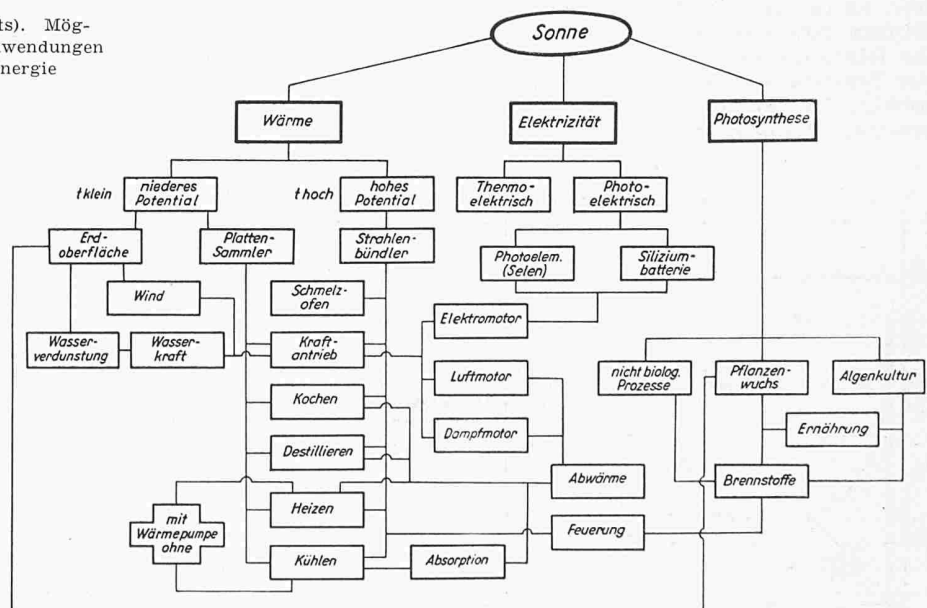 ts). Mög-
wendungen
nergie
Sonne
Wärme
Elektrizität
Photosynthese
t klein
niederes
Potential
t hoch
hohes
Potential
Thermo-
elektrisch
Photo-
elektrisch
Erd-
oberfläche
Platten-
Sammler
Strahlen-
bündler
Photoelem.
(Selen)
Silizium-
batterie
Wind
Schmelz-
ofen
Elektromotor
Wasser-
verdunstung
Wasser-
kraft
Kraft-
antrieb
nicht biolog.
Prozesse
Pflanzen-
wuchs
Algenkultur
Luftmotor
Kochen
Ernährung
Dampfmotor
Destillieren
Abwärme
Brennstoffe
Heizen
mit
Wärmepumpe
ohne
Feuerung
Kühlen
Absorption